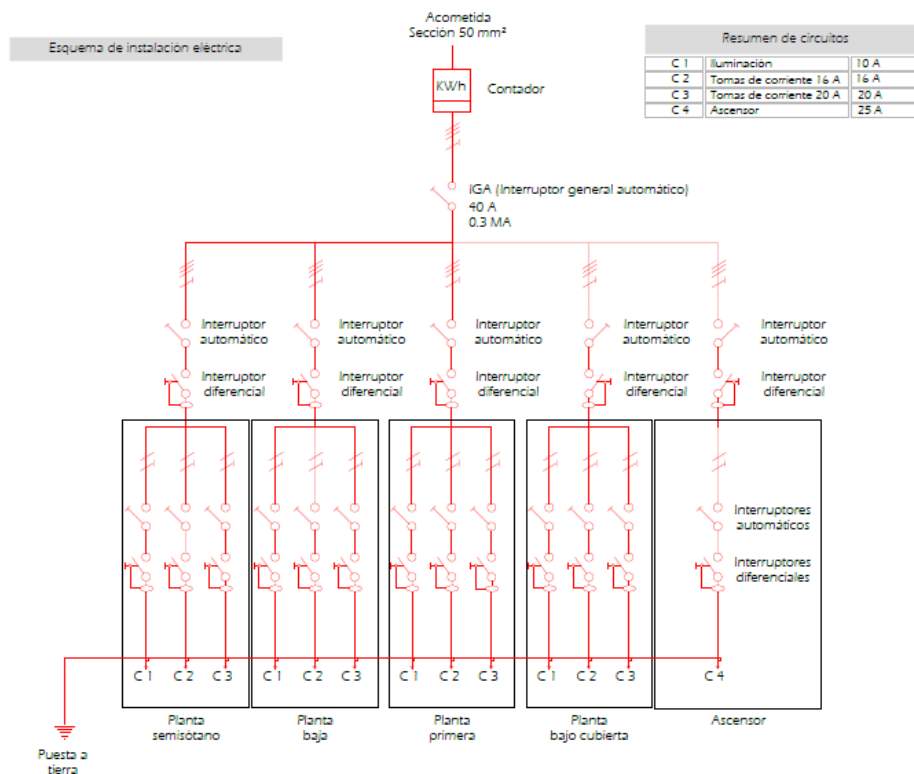 Acometida
Sección 50 mm²
Esquema de instalación eléctrica
Resumen de circuitos
C 1 Iluminación 10 A
C 2 Tomas de corriente 16 A 16 A
C 3 Tomas de corriente 20 A 20 A
C 4 Ascensor 25 A
KWh
Contador
IGA (Interruptor general automático)
40 A
0.3 MA
Interruptor
automático
Interruptor
automático
Interruptor
automático
Interruptor
automático
Interruptor
automático
Interruptor
diferencial
Interruptor
diferencial
Interruptor
diferencial
Interruptor
diferencial
Interruptor
diferencial
Interruptores
automáticos
Interruptores
diferenciales
C 1 C 2 C 3 C 1 C 2 C 3 C 1 C 2 C 3 C 1 C 2 C 3 C 4
Planta
semisótano
Planta
baja
Planta
primera
Planta
bajo cubierta
Ascensor
Puesta a
tierra